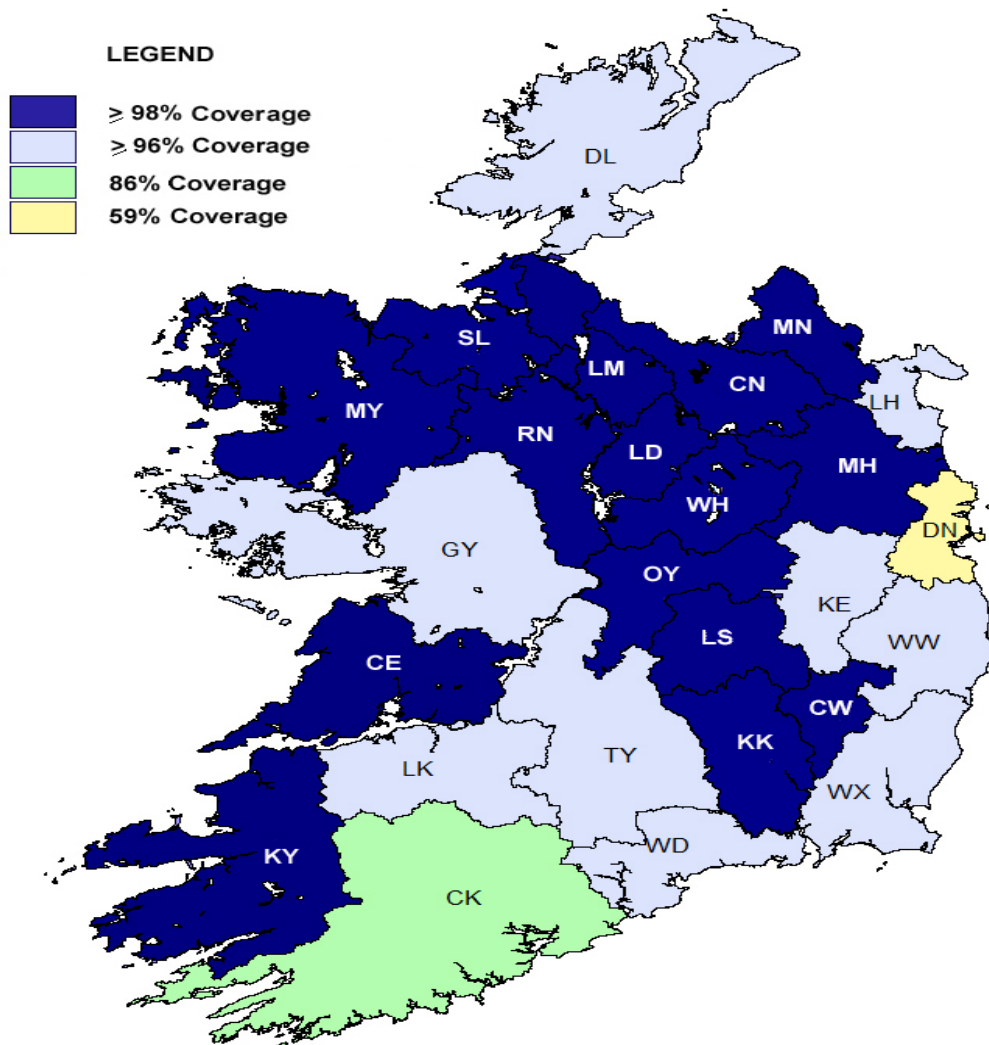 LEGEND
≥ 98% Coverage
≥ 96% Coverage
86% Coverage
59% Coverage
DL
MN
SL
LM
CN
LH
MY
RN
LD
MH
WH
DN
GY
OY
KE
LS
WW
CE
CW
KK
TY
LK
WX
WD
KY
CK